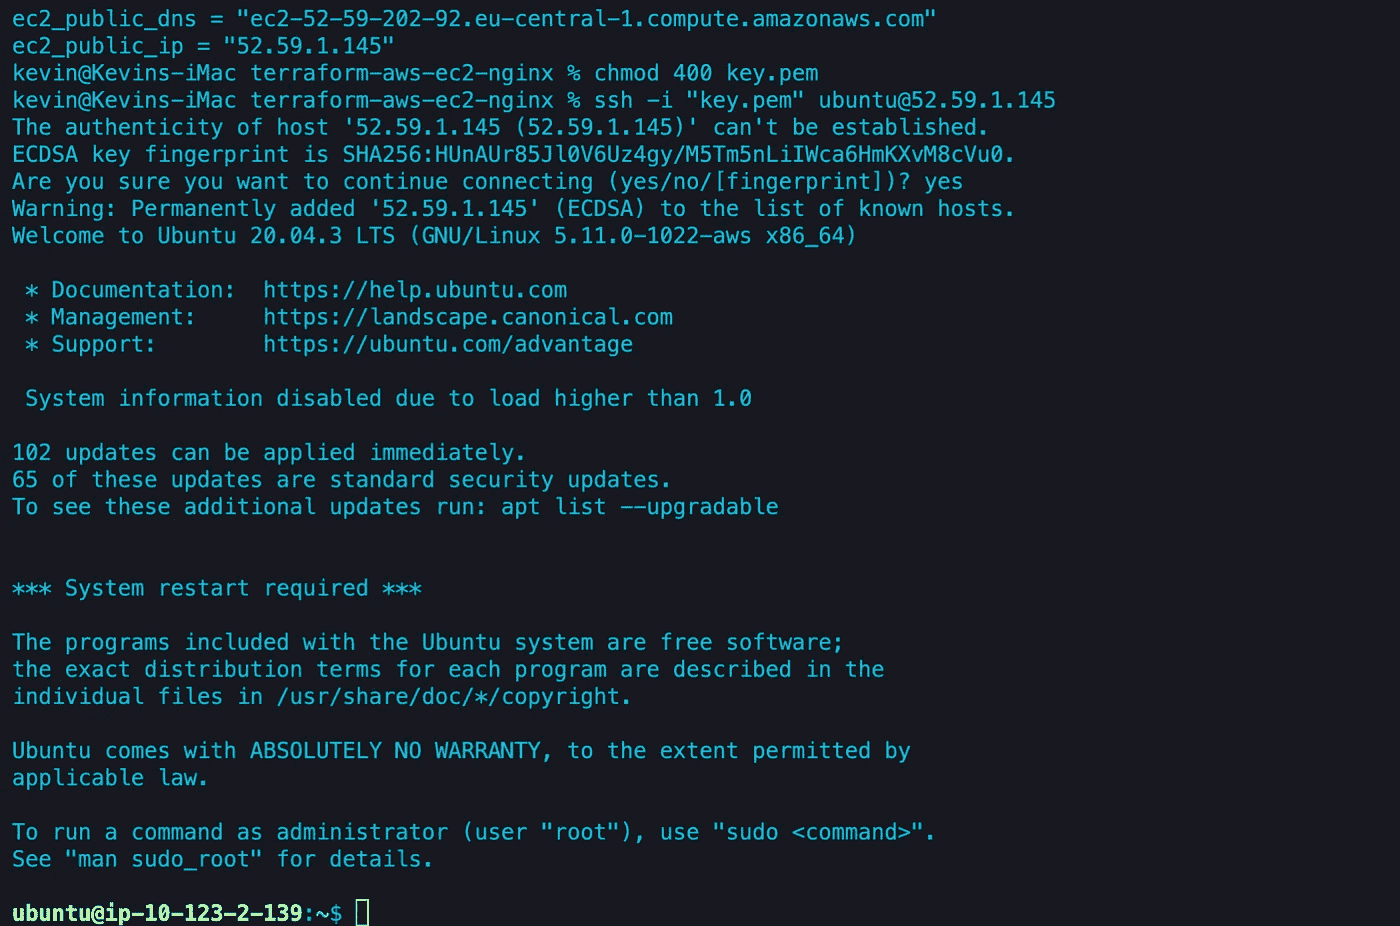 ec2_public_dns = "ec2-52-59-202-92.eu-central-1.compute.amazonaws.com"
ec2_public_ip = "52.59.1.145"
kevin@Kevins-iMac terraform-aws-ec2-nginx % chmod 400 key.pem
kevin@Kevins-iMac terraform-aws-ec2-nginx % ssh -i "key.pem" ubuntu@52.59.1.145
The authenticity of host '52.59.1.145 (52.59.1.145)' can't be established.
ECDSA key fingerprint is SHA256:HUnAUr85Jl0V6Uz4gy/M5Tm5nLiIWca6HmKXvM8cVu0.
Are you sure you want to continue connecting (yes/no/[fingerprint])? yes
Warning: Permanently added '52.59.1.145' (ECDSA) to the list of known hosts.
Welcome to Ubuntu 20.04.3 LTS (GNU/Linux 5.11.0-1022-aws x86_64)

 * Documentation:  https://help.ubuntu.com
 * Management:     https://landscape.canonical.com
 * Support:        https://ubuntu.com/advantage

 System information disabled due to load higher than 1.0

102 updates can be applied immediately.
65 of these updates are standard security updates.
To see these additional updates run: apt list --upgradable

*** System restart required ***

The programs included with the Ubuntu system are free software;
the exact distribution terms for each program are described in the
individual files in /usr/share/doc/*/copyright.

Ubuntu comes with ABSOLUTELY NO WARRANTY, to the extent permitted by
applicable law.

To run a command as administrator (user "root"), use "sudo <command>".
See "man sudo_root" for details.

ubuntu@ip-10-123-2-139:~$